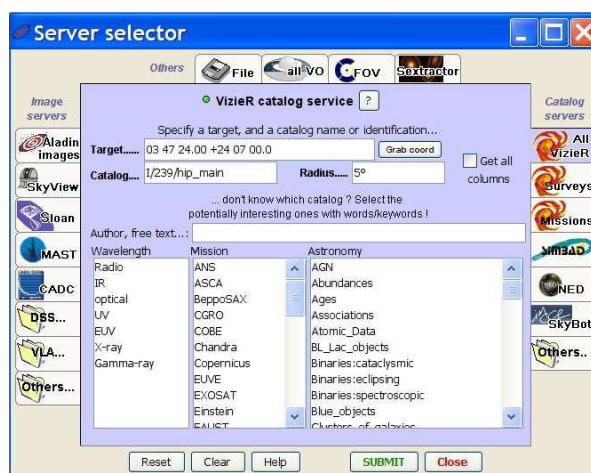 Server selector
Others File all VO FOV Sextractor
Image servers
Catalog servers
VizieR catalog service ?
Specify a target, and a catalog name or identification...
Target...... 03 47 24.00 +24 07 00.0 Grab coord
Catalog..... I/239/hip_main Radius..... 5º
Get all columns
... don't know which catalog ? Select the
potentially interesting ones with words/keywords !
Author, free text...:
Wavelength Mission Astronomy
Radio
IR
optical
UV
EUV
X-ray
Gamma-ray
ANS
ASCA
BeppoSAX
CGRO
COBE
Chandra
Copernicus
EUVE
EXOSAT
Einstein
FAUST
AGN
Abundances
Ages
Associations
Atomic_Data
BL_Lac_objects
Binaries:cataclysmic
Binaries:eclipsing
Binaries:spectroscopic
Blue_objects
Clusters_of_galaxies
Aladin images
SkyView
Sloan
MAST
CADC
DSS...
VLA...
Others...
All VizieR
Surveys
Missions
SIMBAD
NED
SkyBot
Others..
Reset Clear Help SUBMIT Close